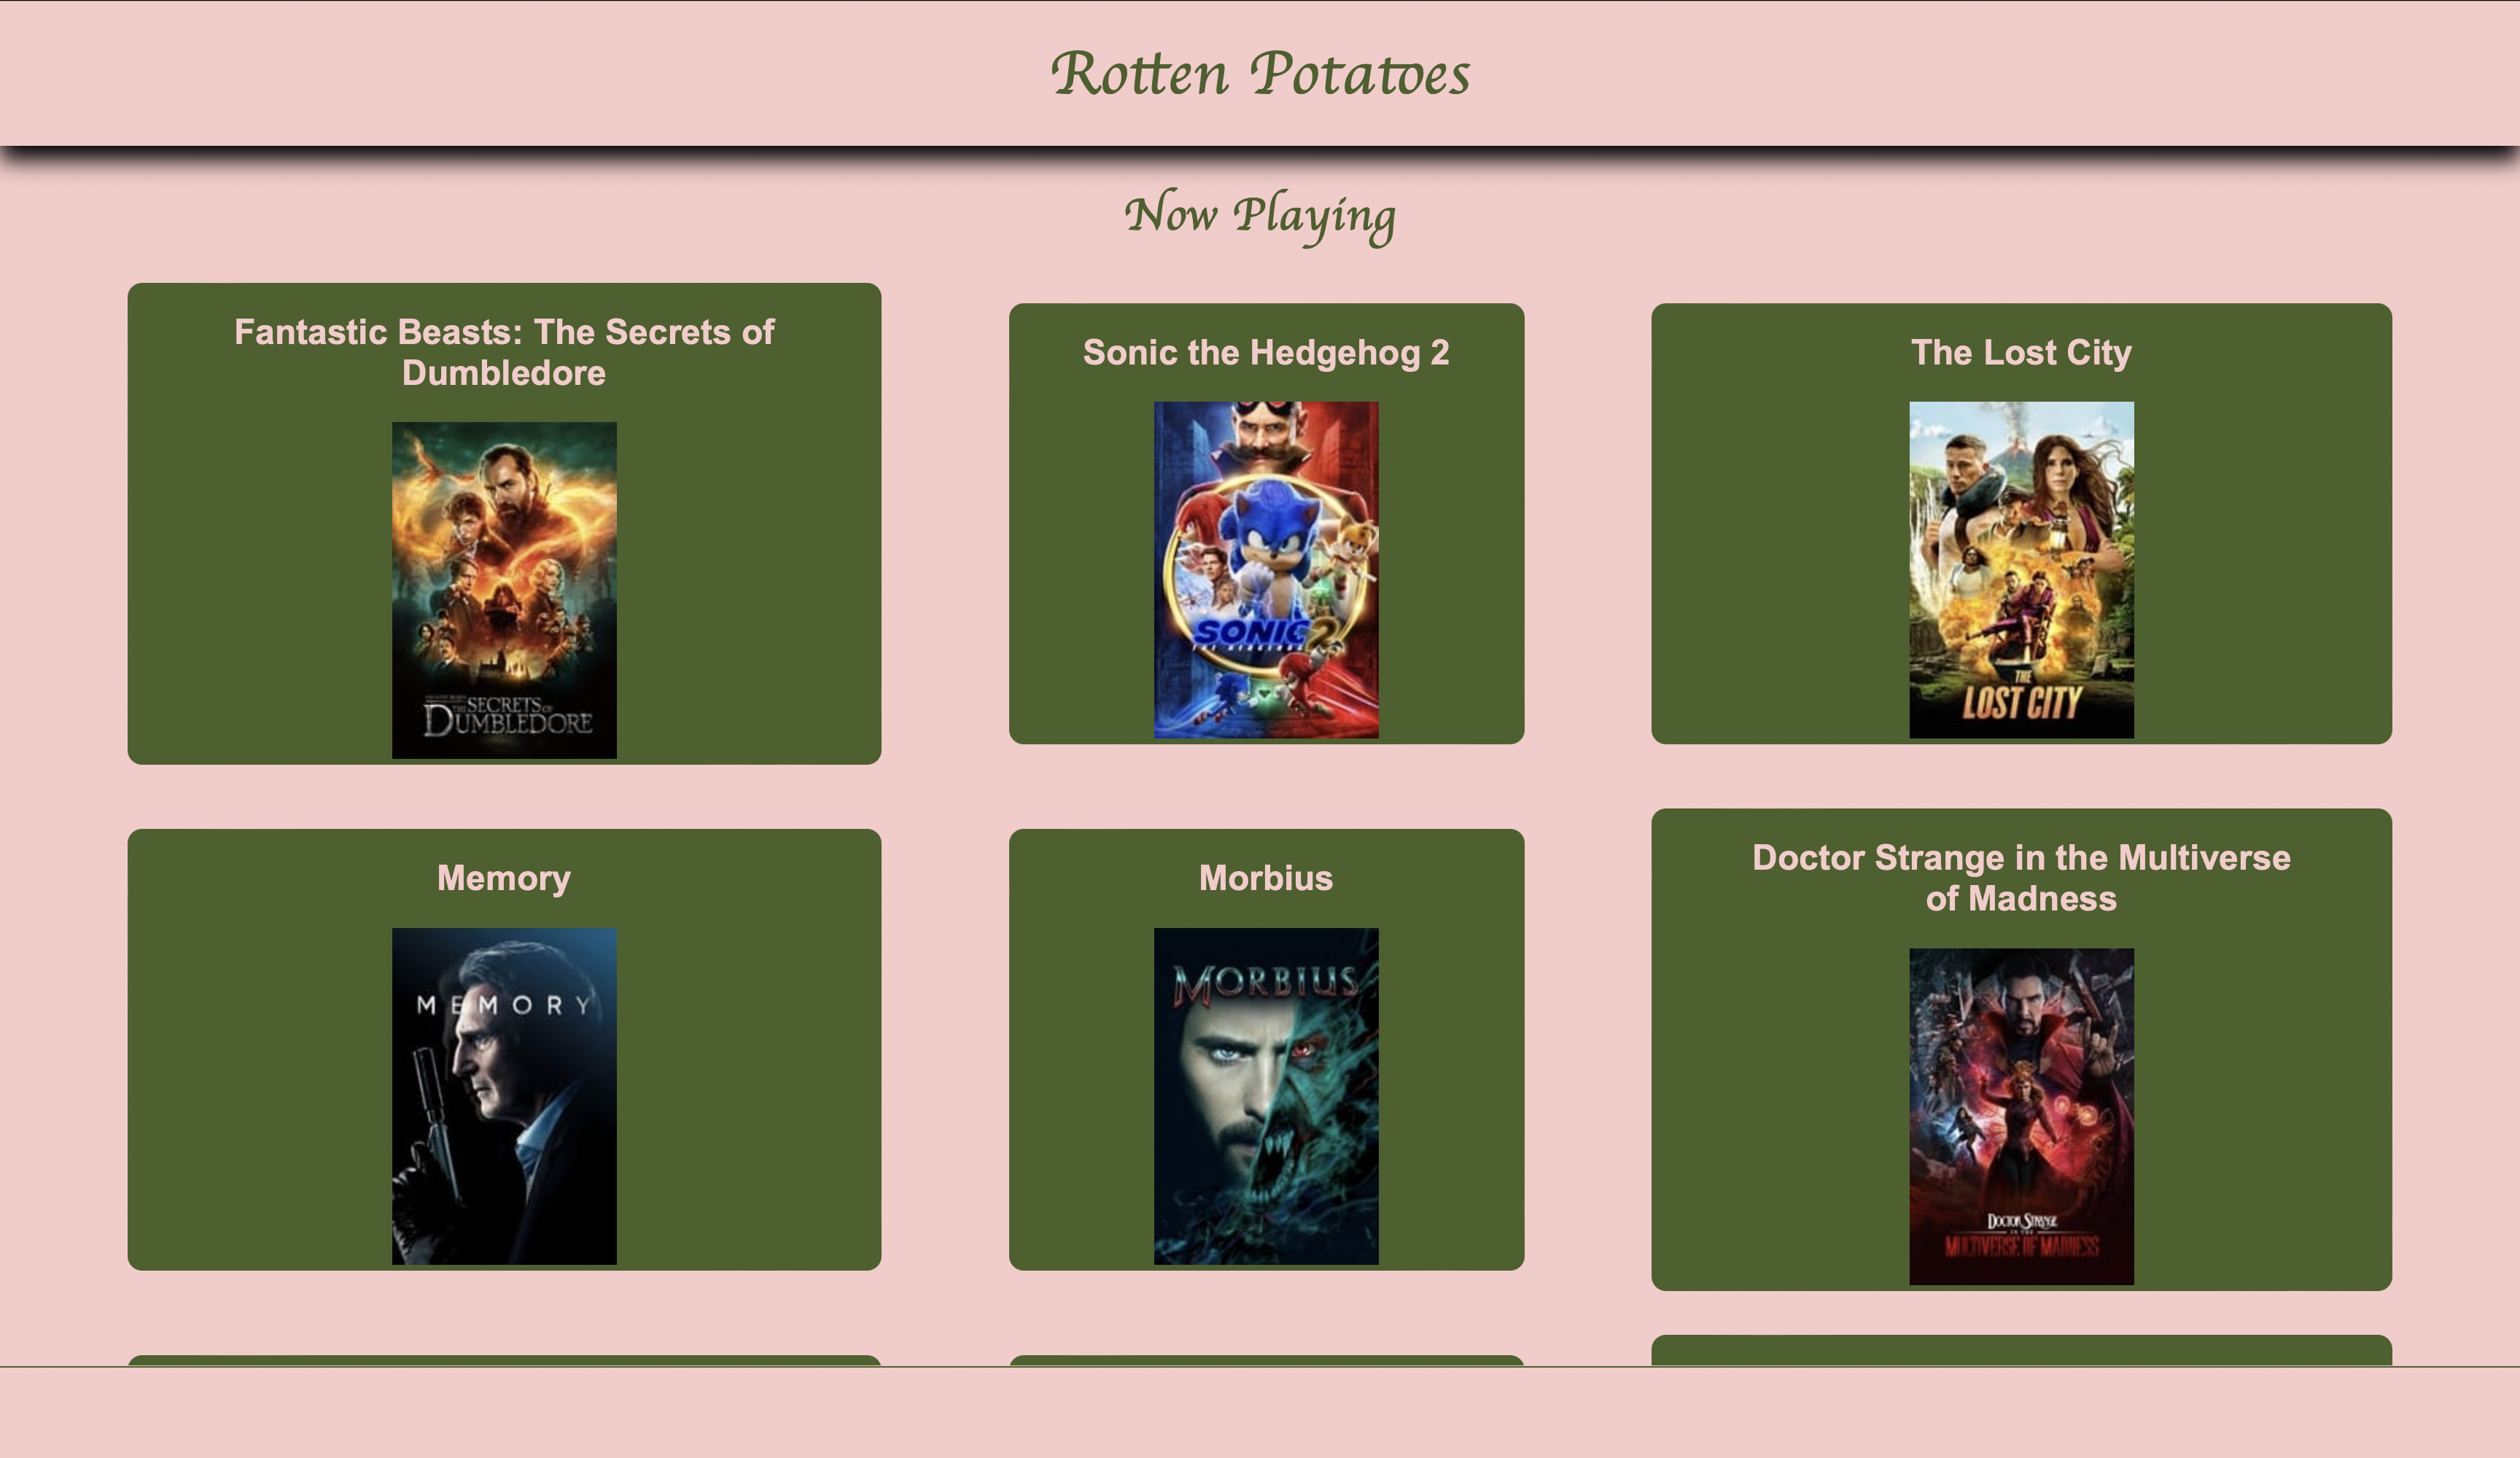 Rotten Potatoes
Now Playing
Fantastic Beasts: The Secrets of
Dumbledore
THE SECRETS OF
DUMBLEDORE
Sonic the Hedgehog 2
SONIC 2
THE HEDGEHOG
The Lost City
THE
LOST CITY
Memory
MEMORY
Morbius
MORBIUS
Doctor Strange in the Multiverse
of Madness
DOCTOR STRANGE
IN THE
MULTIVERSE OF MADNESS